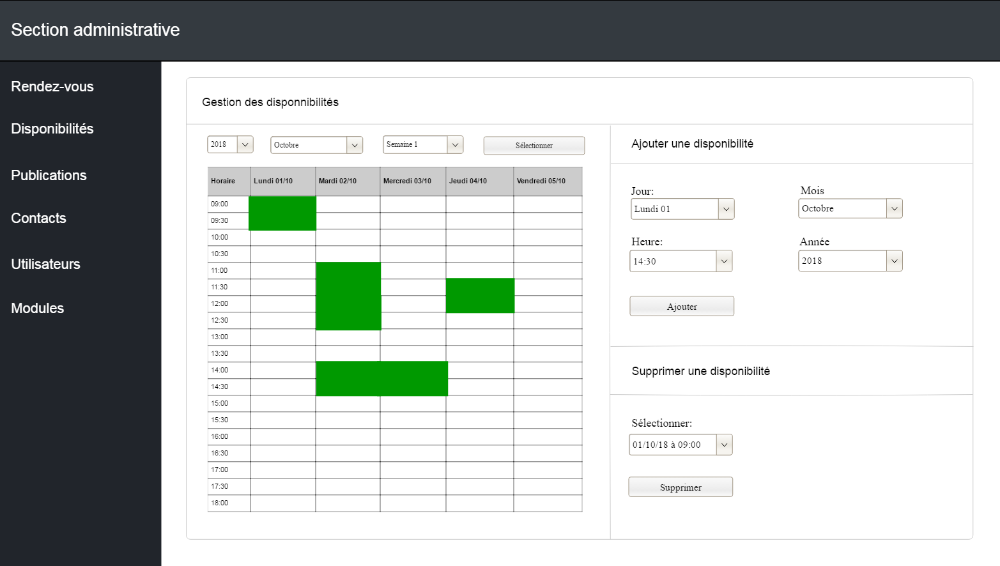 Section administrative
Rendez-vous
Disponibilités
Publications
Contacts
Utilisateurs
Modules
Gestion des disponnibilités
2018 Octobre Semaine 1 Sélectionner
Horaire Lundi 01/10 Mardi 02/10 Mercredi 03/10 Jeudi 04/10 Vendredi 05/10
09:00
09:30
10:00
10:30
11:00
11:30
12:00
12:30
13:00
13:30
14:00
14:30
15:00
15:30
16:00
16:30
17:00
17:30
18:00
Ajouter une disponibilité
Jour: Mois
Lundi 01 Octobre
Heure: Année
14:30 2018
Ajouter
Supprimer une disponibilité
Sélectionner:
01/10/18 à 09:00
Supprimer